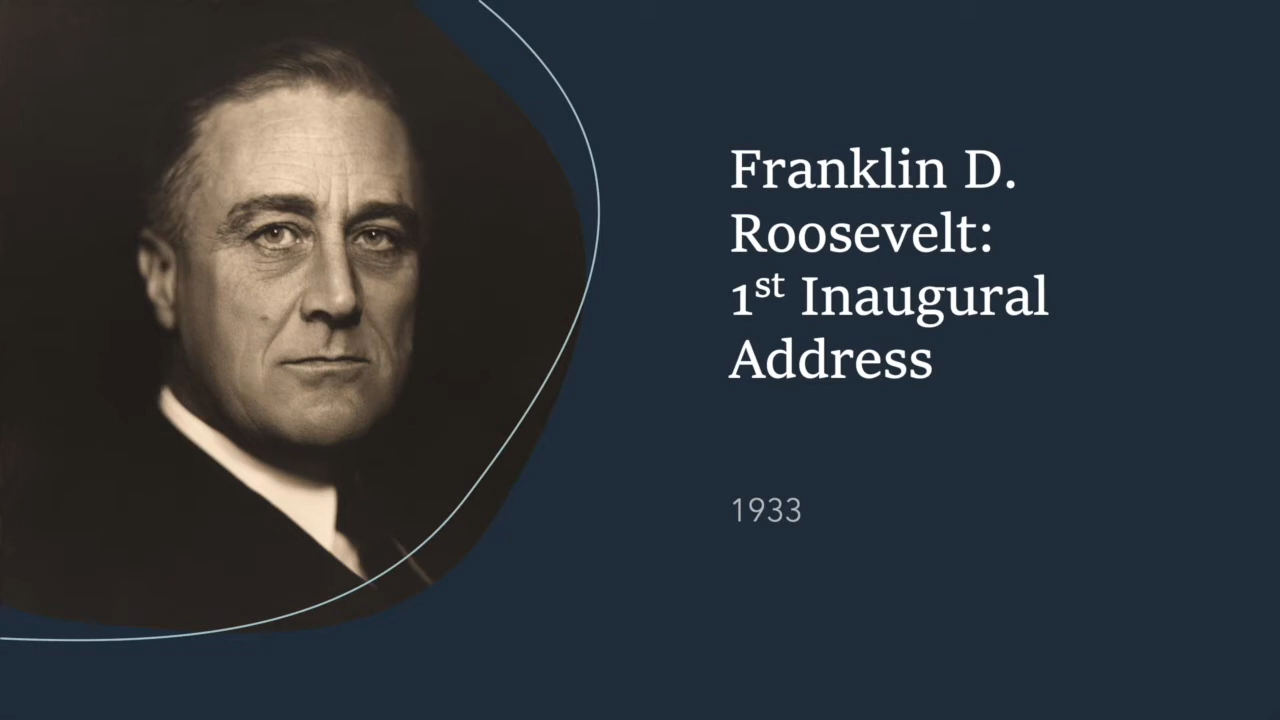 Franklin D.
Roosevelt:
1st Inaugural
Address
1933